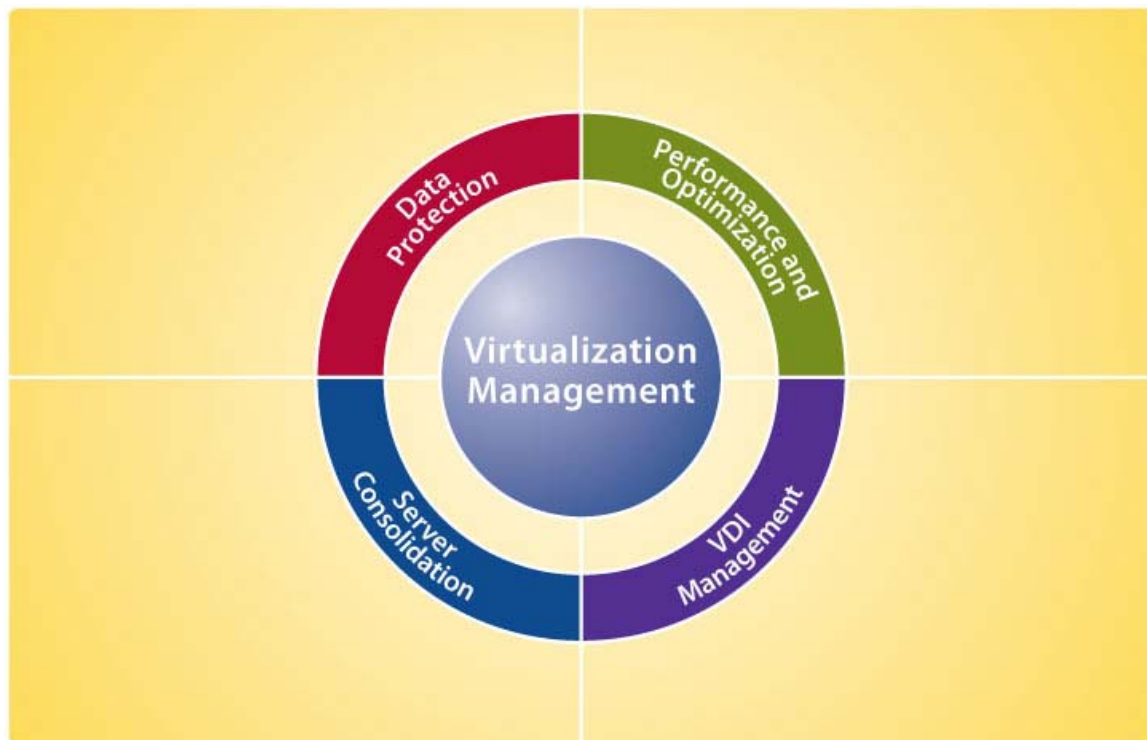 Data
Protection
Performance and
Optimization
Virtualization
Management
Server
Consolidation
VDI
Management